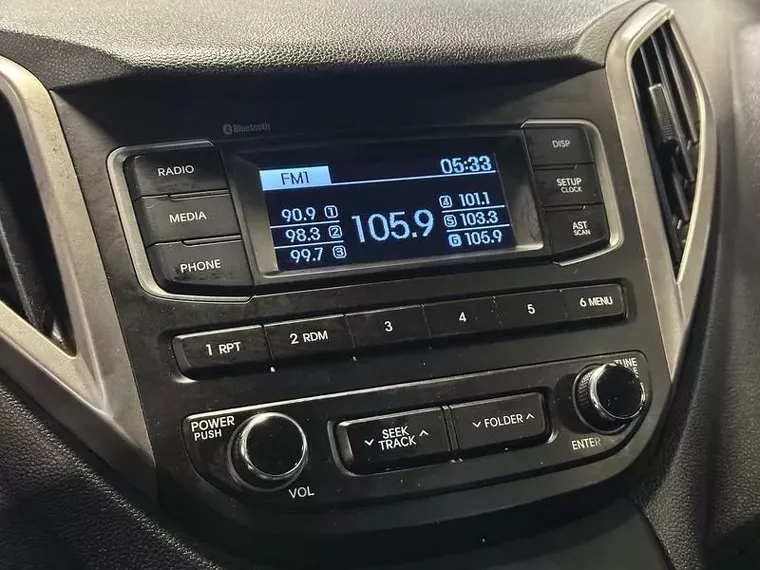 Bluetooth
RADIO
MEDIA
PHONE
FM1 05:33
90.9 1
98.3 2
99.7 3
105.9
4 101.1
5 103.3
6 105.9
DISP
SETUP
CLOCK
AST
SCAN
1 RPT 2 RDM 3 4 5 6 MENU
POWER
PUSH
VOL
SEEK
TRACK
FOLDER
TUNE
ENTER